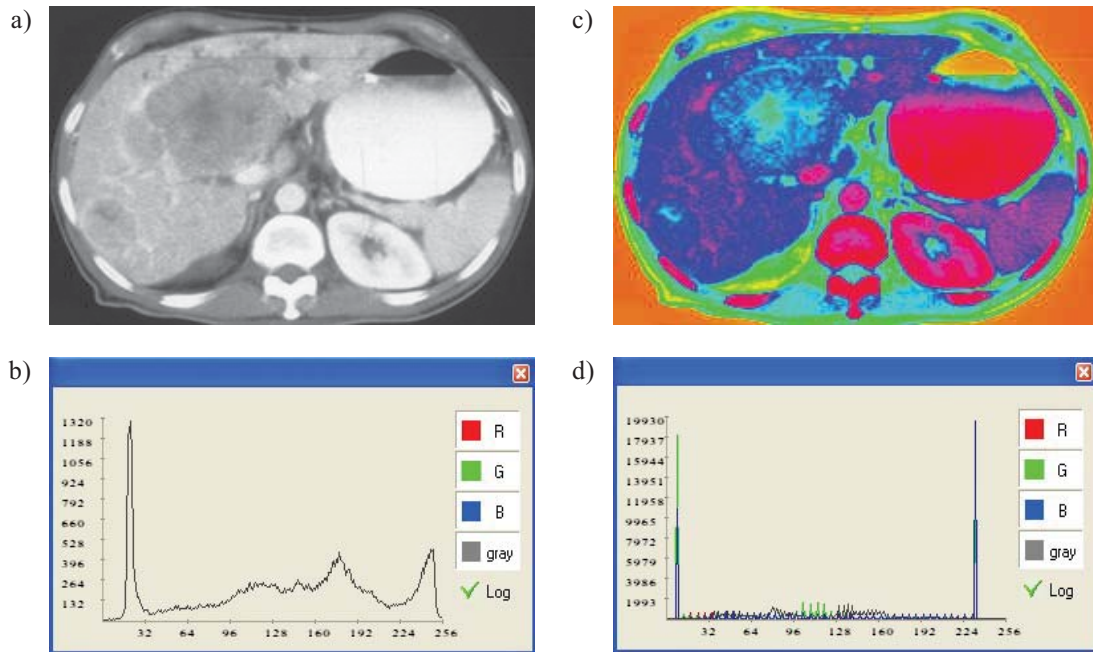 a)
c)
b)
1320
1188
1056
924
792
660
528
396
264
132
32 64 96 128 160 192 224 256
R
G
B
gray
Log
d)
19930
17937
15944
13951
11958
9965
7972
5979
3986
1993
32 64 96 128 160 192 224 256
R
G
B
gray
Log